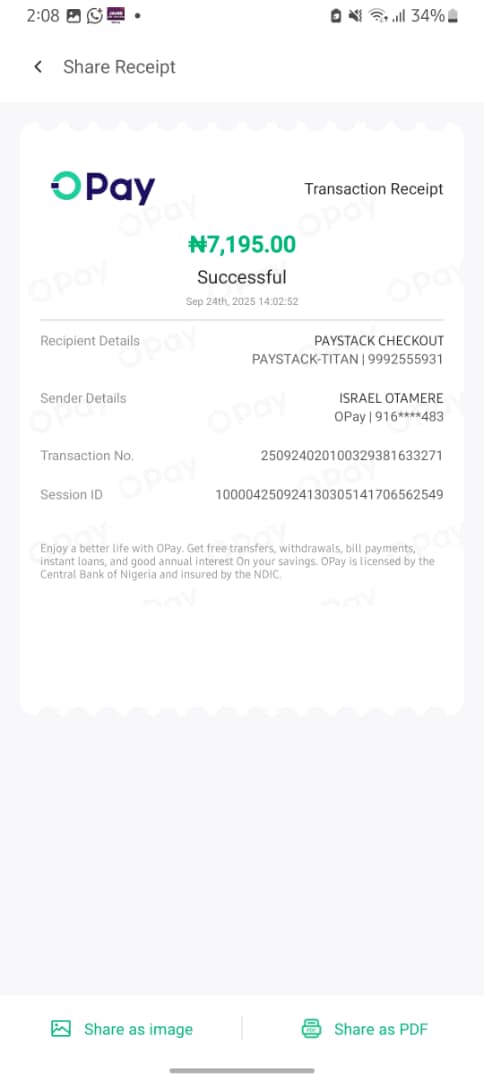 2:08
34%
Share Receipt
OPay
Transaction Receipt
₦7,195.00
Successful
Sep 24th, 2025 14:02:52
Recipient Details
PAYSTACK CHECKOUT
PAYSTACK-TITAN | 9992555931
Sender Details
ISRAEL OTAMERE
OPay | 916****483
Transaction No.
250924020100329381633271
Session ID
100004250924130305141706562549
Enjoy a better life with OPay. Get free transfers, withdrawals, bill payments,
instant loans, and good annual interest On your savings. OPay is licensed by the
Central Bank of Nigeria and insured by the NDIC.
Share as image
Share as PDF